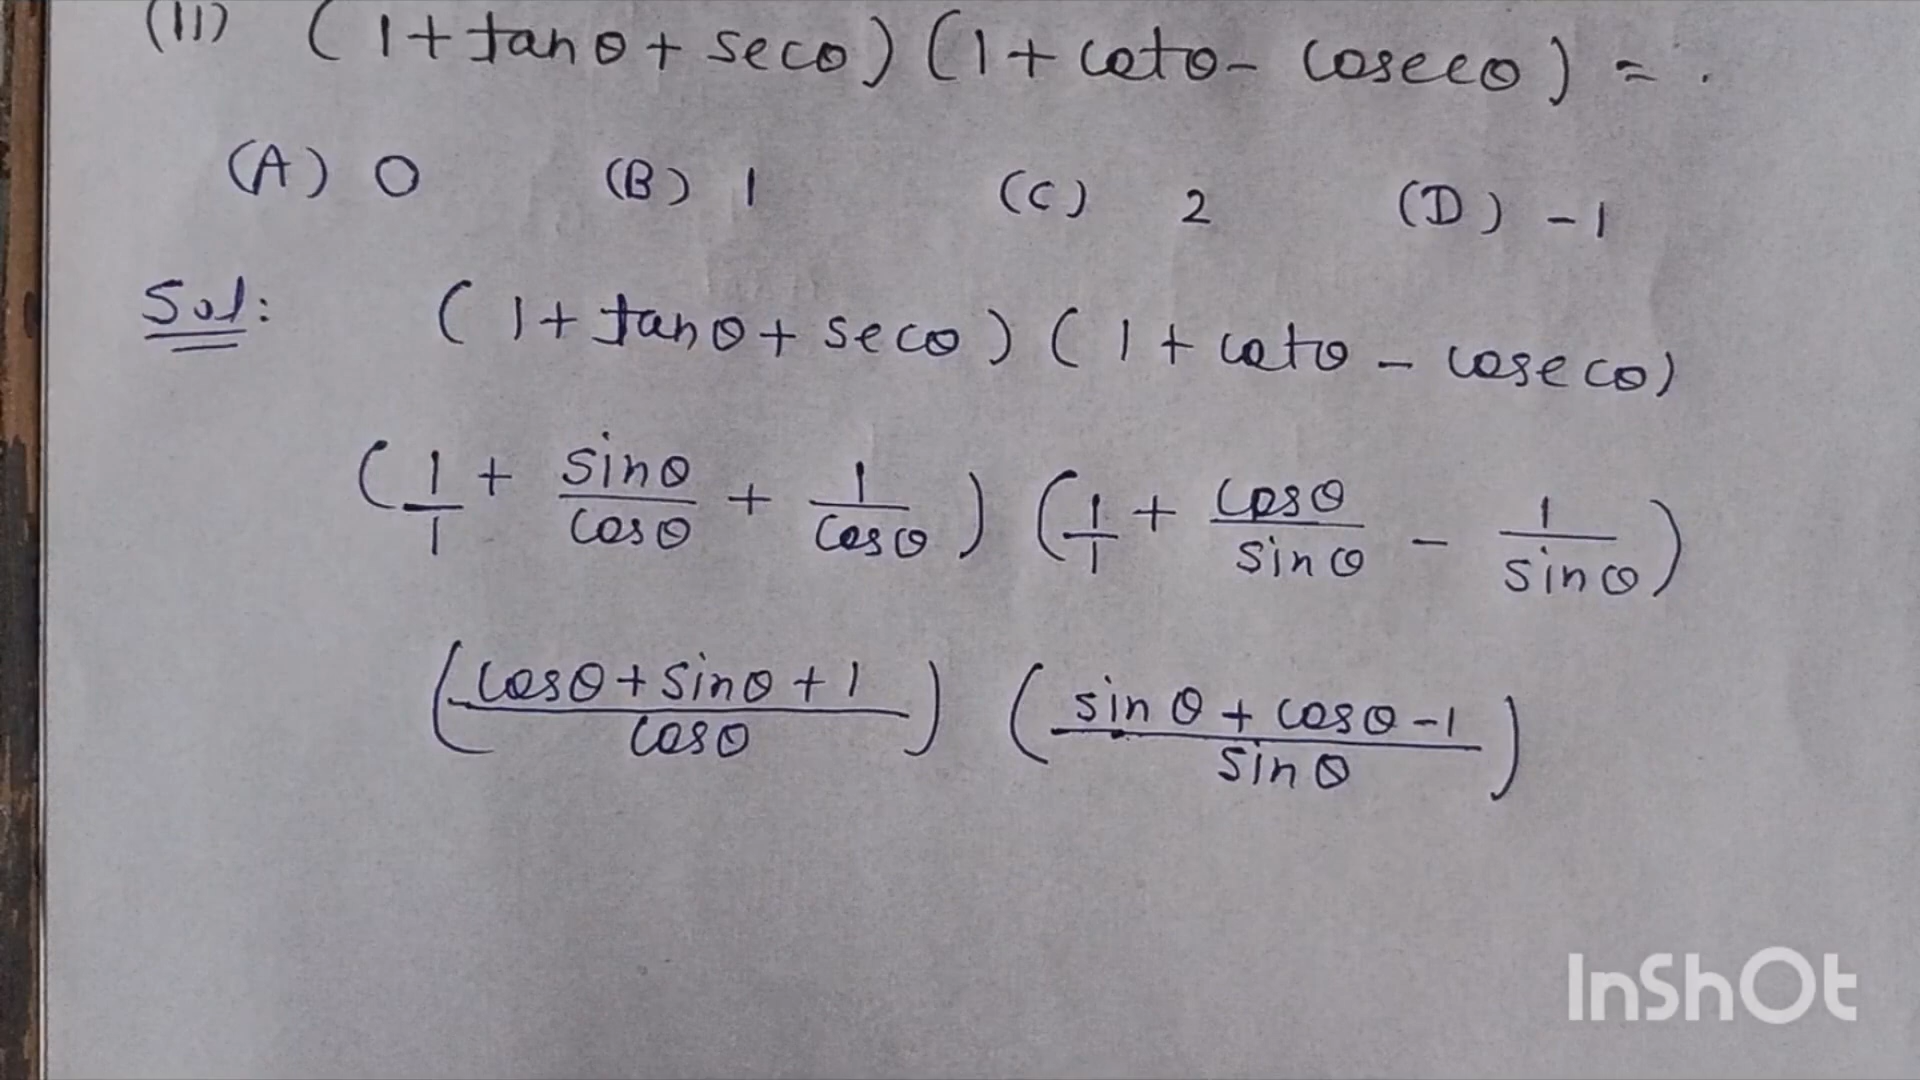 (11) (1+tanθ+secθ)(1+cotθ-cosecθ) = .
(A) 0 (B) 1 (C) 2 (D) -1
Sol: (1+tanθ+secθ)(1+cotθ-cosecθ)
(1/1 + sinθ/cosθ + 1/cosθ)(1/1 + cosθ/sinθ - 1/sinθ)
((cosθ+sinθ+1)/cosθ)((sinθ+cosθ-1)/sinθ)
InShOt